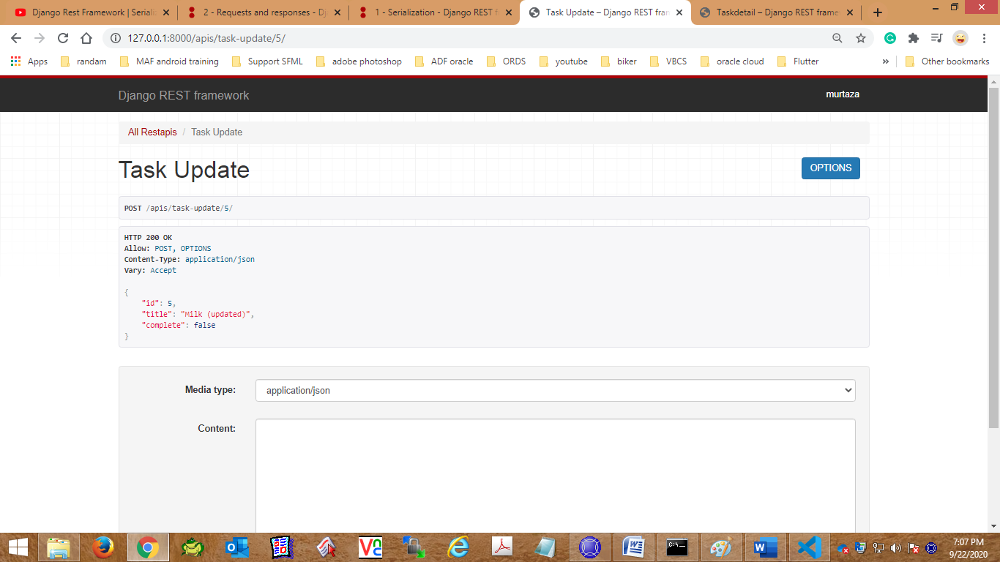 Django Rest Framework | Seriali
2 - Requests and responses - Dj
1 - Serialization - Django REST f
Task Update – Django REST fram
Taskdetail – Django REST frame
127.0.0.1:8000/apis/task-update/5/
Apps
randam
MAF android training
Support SFML
adobe photoshop
ADF oracle
ORDS
youtube
biker
VBCS
oracle cloud
Flutter
»
Other bookmarks
Django REST framework
murtaza
All Restapis / Task Update
Task Update
OPTIONS
POST /apis/task-update/5/
HTTP 200 OK
Allow: POST, OPTIONS
Content-Type: application/json
Vary: Accept
{
"id": 5,
"title": "Milk (updated)",
"complete": false
}
Media type:
application/json
Content:
7:07 PM
9/22/2020